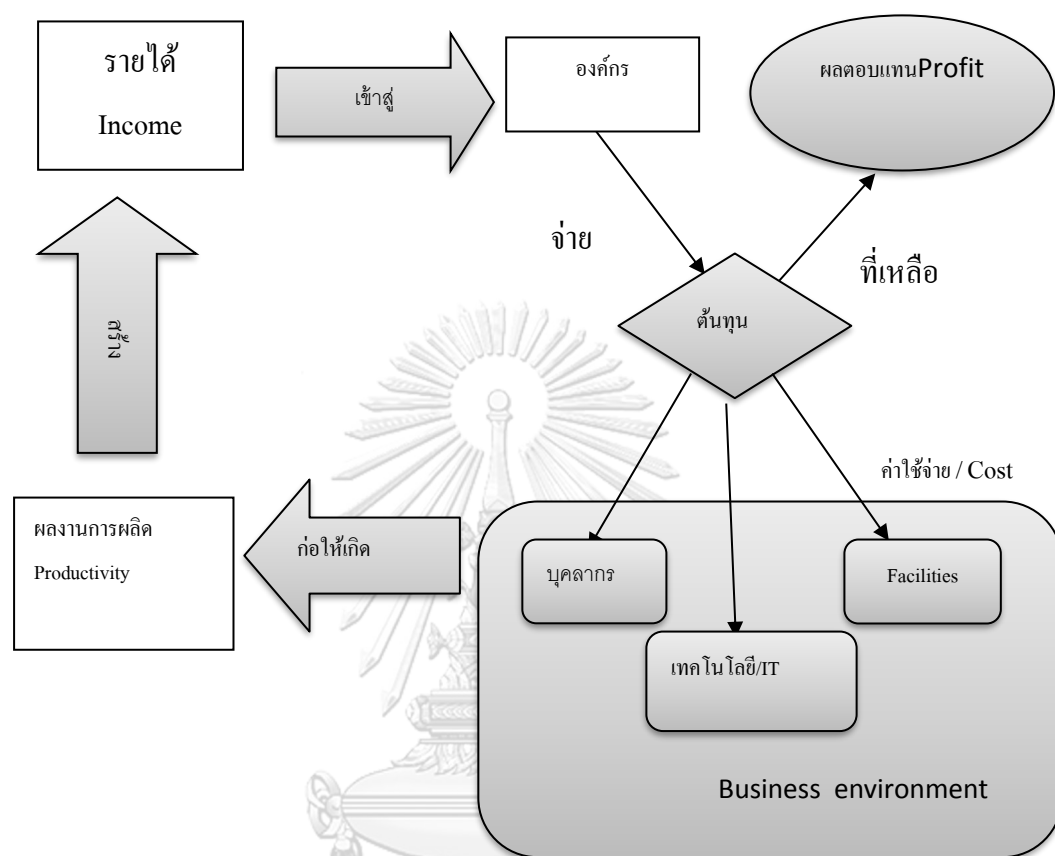 รายได้
Income
เข้าสู่
องค์กร
ผลตอบแทนProfit
จ่าย
ที่เหลือ
ต้นทุน
สร้าง
ค่าใช้จ่าย / Cost
ผลงานการผลิต
Productivity
ก่อให้เกิด
บุคลากร
Facilities
เทคโนโลยี/IT
Business environment